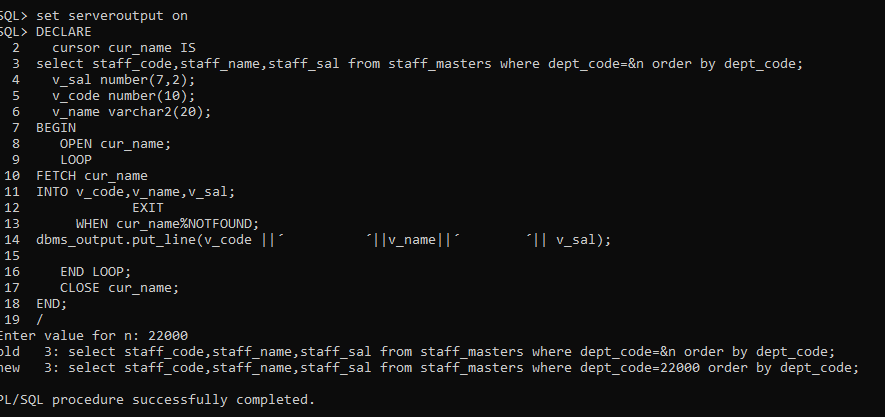 SQL> set serveroutput on
SQL> DECLARE
  2    cursor cur_name IS
  3  select staff_code,staff_name,staff_sal from staff_masters where dept_code=&n order by dept_code;
  4    v_sal number(7,2);
  5    v_code number(10);
  6    v_name varchar2(20);
  7  BEGIN
  8     OPEN cur_name;
  9     LOOP
 10  FETCH cur_name
 11  INTO v_code,v_name,v_sal;
 12              EXIT
 13       WHEN cur_name%NOTFOUND;
 14  dbms_output.put_line(v_code ||´          ´||v_name||´        ´|| v_sal);
 15
 16     END LOOP;
 17     CLOSE cur_name;
 18  END;
 19  /
Enter value for n: 22000
old   3: select staff_code,staff_name,staff_sal from staff_masters where dept_code=&n order by dept_code;
new   3: select staff_code,staff_name,staff_sal from staff_masters where dept_code=22000 order by dept_code;
PL/SQL procedure successfully completed.